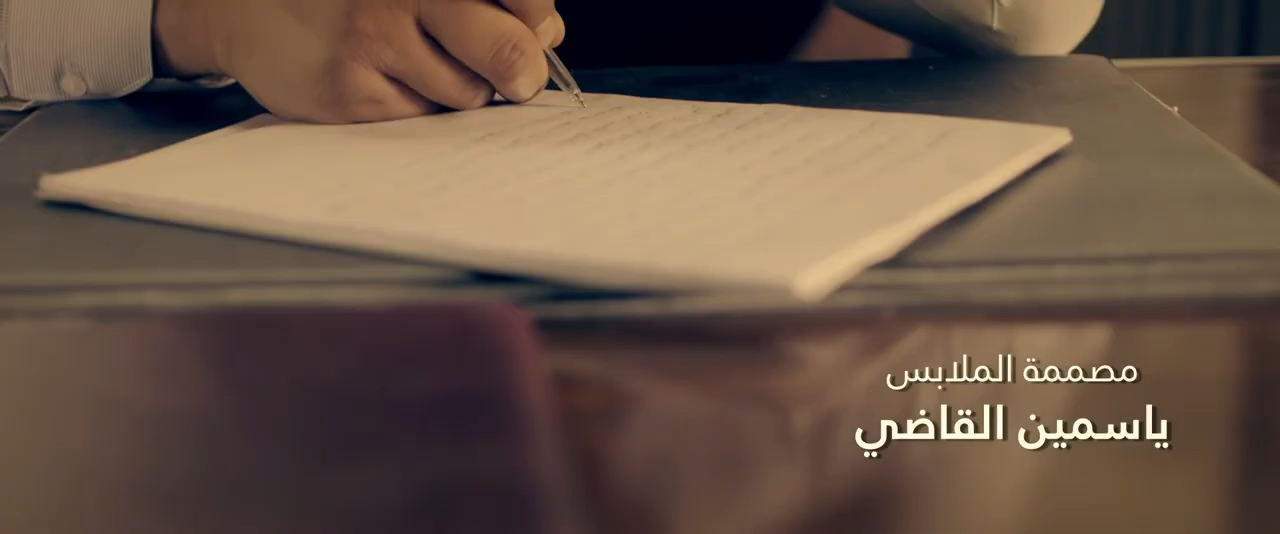 مصممة الملابس
ياسمين القاضي